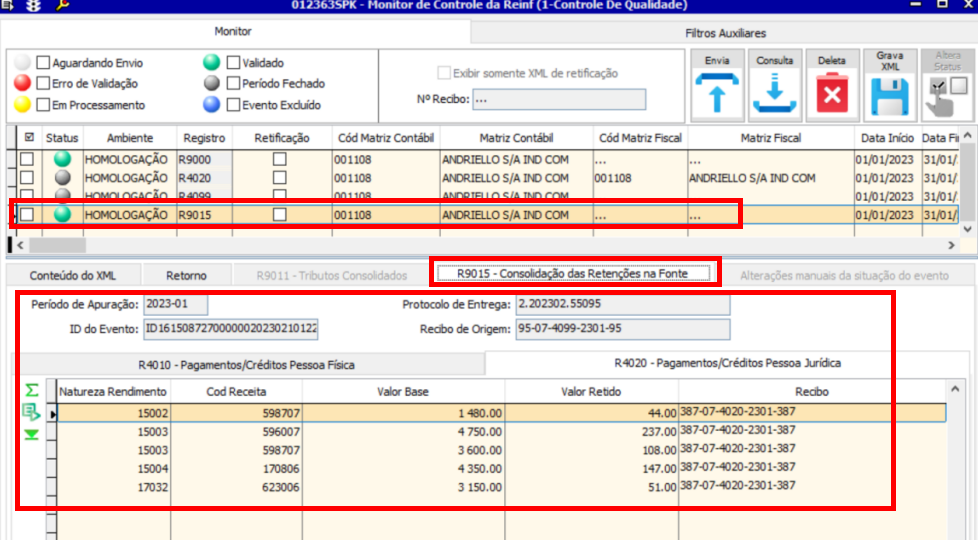 012363SPK - Monitor de Controle da Reinf (1-Controle De Qualidade)
Monitor Filtros Auxiliares
Aguardando Envio Validado
Erro de Validação Período Fechado
Em Processamento Evento Excluído
Exibir somente XML de retificação
Nº Recibo: ...
Envia Consulta Deleta Grava XML Altera Status
Status Ambiente Registro Retificação Cód Matriz Contábil Matriz Contábil Cód Matriz Fiscal Matriz Fiscal Data Início Data Fi
HOMOLOGAÇÃO R9000 001108 ANDRIELLO S/A IND COM ... ... 01/01/2023 31/01/
HOMOLOGAÇÃO R4020 001108 ANDRIELLO S/A IND COM 001108 ANDRIELLO S/A IND COM 01/01/2023 31/01/
HOMOLOGAÇÃO R4099 001108 ANDRIELLO S/A IND COM ... ... 01/01/2023 31/01/
HOMOLOGAÇÃO R9015 001108 ANDRIELLO S/A IND COM ... ... 01/01/2023 31/01/
Conteúdo do XML Retorno R9011 - Tributos Consolidados R9015 - Consolidação das Retenções na Fonte Alterações manuais da situação do evento
Período de Apuração: 2023-01 Protocolo de Entrega: 2.202302.55095
ID do Evento: ID16150872700000020230210122 Recibo de Origem: 95-07-4099-2301-95
R4010 - Pagamentos/Créditos Pessoa Física R4020 - Pagamentos/Créditos Pessoa Jurídica
Natureza Rendimento Cod Receita Valor Base Valor Retido Recibo
15002 598707 1 480.00 44.00 387-07-4020-2301-387
15003 596007 4 750.00 237.00 387-07-4020-2301-387
15003 598707 3 600.00 108.00 387-07-4020-2301-387
15004 170806 4 350.00 147.00 387-07-4020-2301-387
17032 623006 3 150.00 51.00 387-07-4020-2301-387